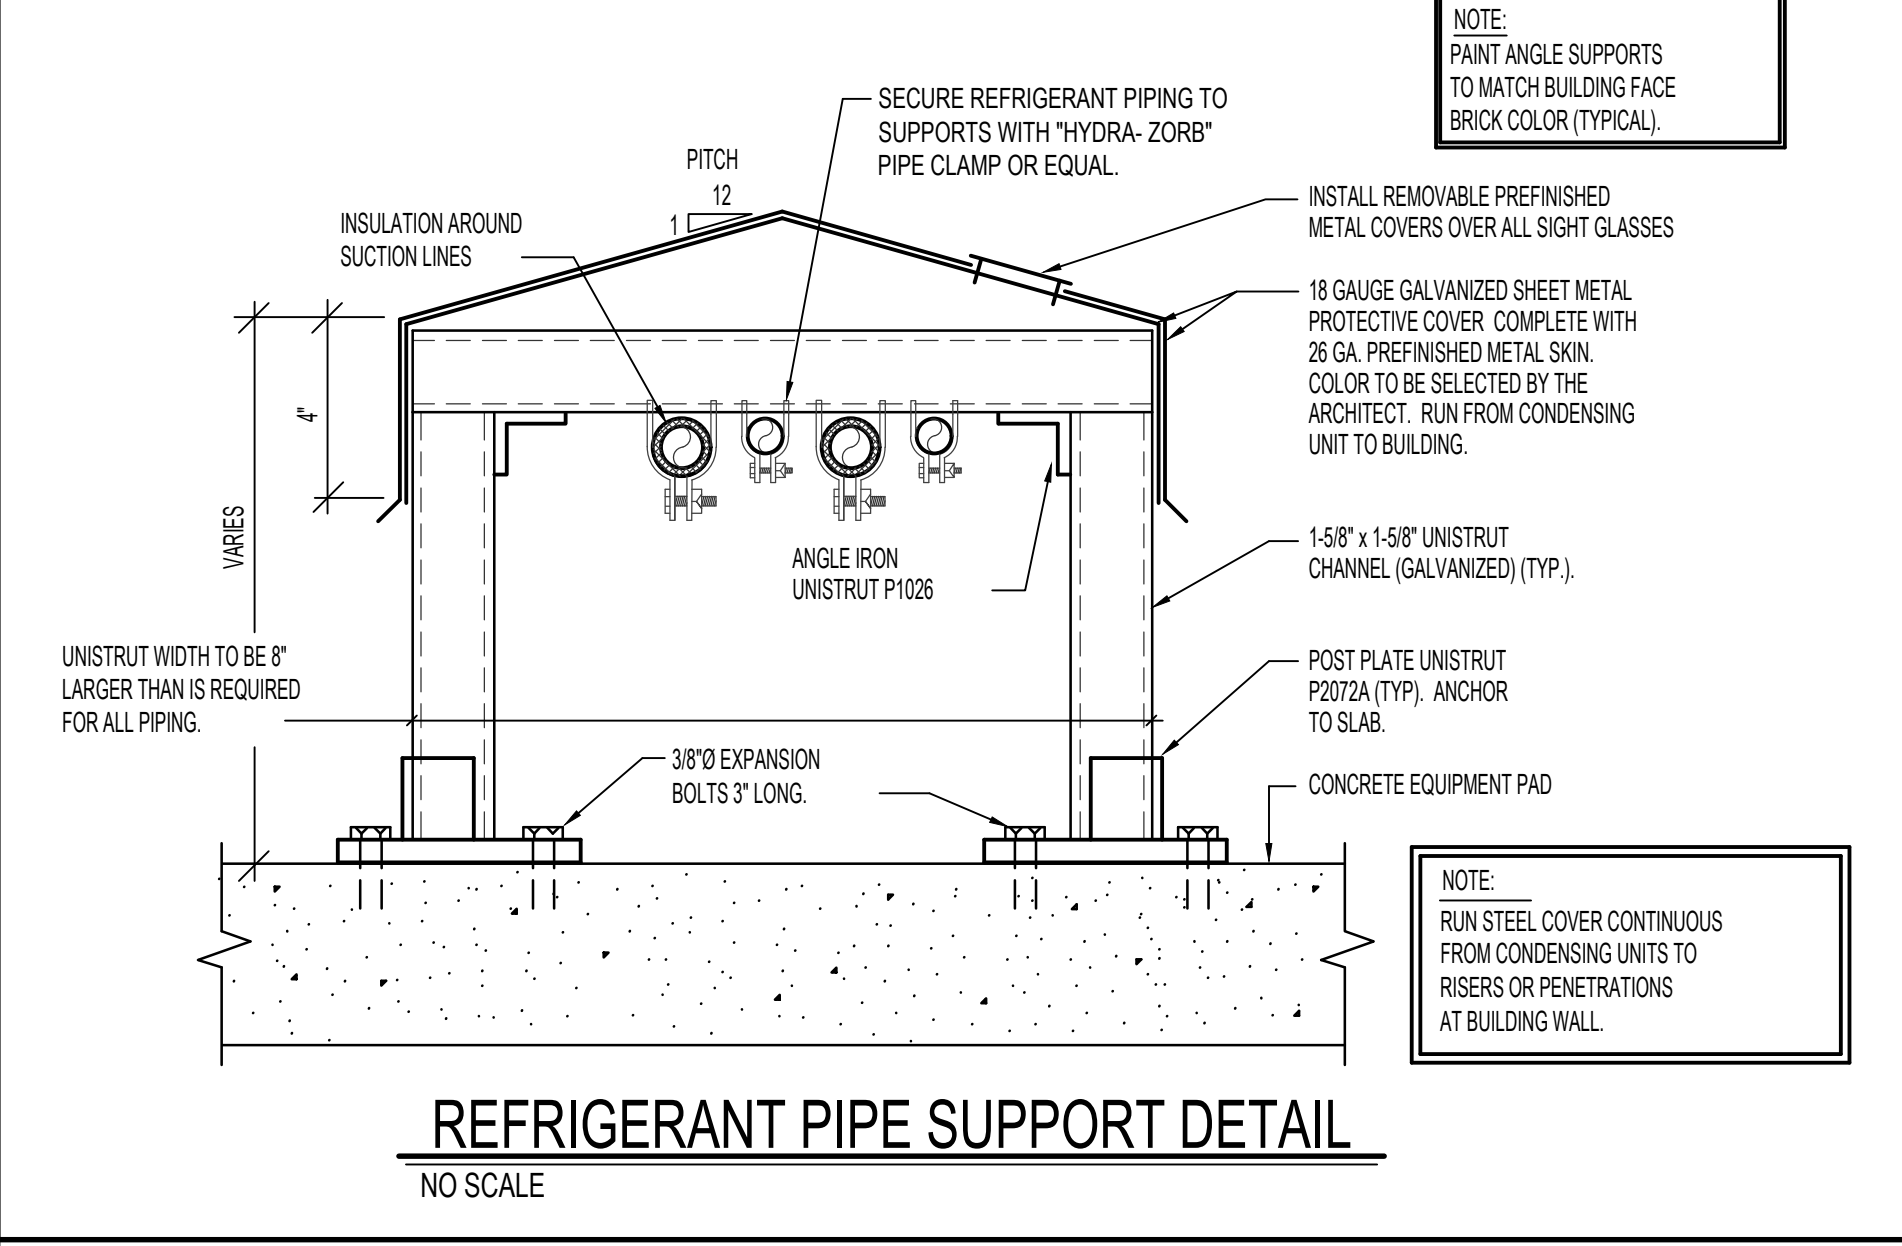 NOTE:
PAINT ANGLE SUPPORTS
TO MATCH BUILDING FACE
BRICK COLOR (TYPICAL).
SECURE REFRIGERANT PIPING TO
SUPPORTS WITH "HYDRA- ZORB"
PIPE CLAMP OR EQUAL.
PITCH
12
1
INSULATION AROUND
SUCTION LINES
INSTALL REMOVABLE PREFINISHED
METAL COVERS OVER ALL SIGHT GLASSES
18 GAUGE GALVANIZED SHEET METAL
PROTECTIVE COVER COMPLETE WITH
26 GA. PREFINISHED METAL SKIN.
COLOR TO BE SELECTED BY THE
ARCHITECT. RUN FROM CONDENSING
UNIT TO BUILDING.
4"
VARIES
ANGLE IRON
UNISTRUT P1026
1-5/8" x 1-5/8" UNISTRUT
CHANNEL (GALVANIZED) (TYP.).
UNISTRUT WIDTH TO BE 8"
LARGER THAN IS REQUIRED
FOR ALL PIPING.
POST PLATE UNISTRUT
P2072A (TYP). ANCHOR
TO SLAB.
3/8"Ø EXPANSION
BOLTS 3" LONG.
CONCRETE EQUIPMENT PAD
NOTE:
RUN STEEL COVER CONTINUOUS
FROM CONDENSING UNITS TO
RISERS OR PENETRATIONS
AT BUILDING WALL.
REFRIGERANT PIPE SUPPORT DETAIL
NO SCALE